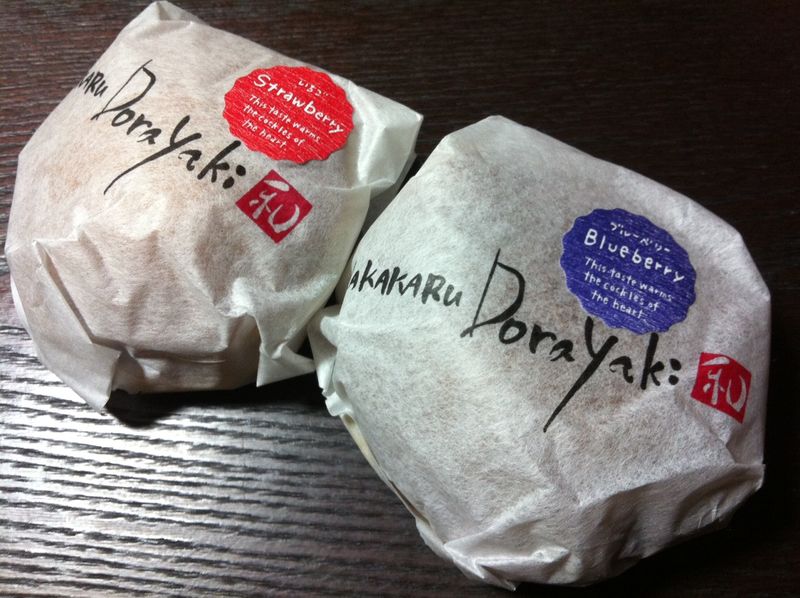 いちご
Strawberry
This taste warms
the cockles of
the heart.
DoraYaki
和
ブルーベリー
Blueberry
This taste warms
the cockles of
the heart.
AKAKARU DoraYaki
和